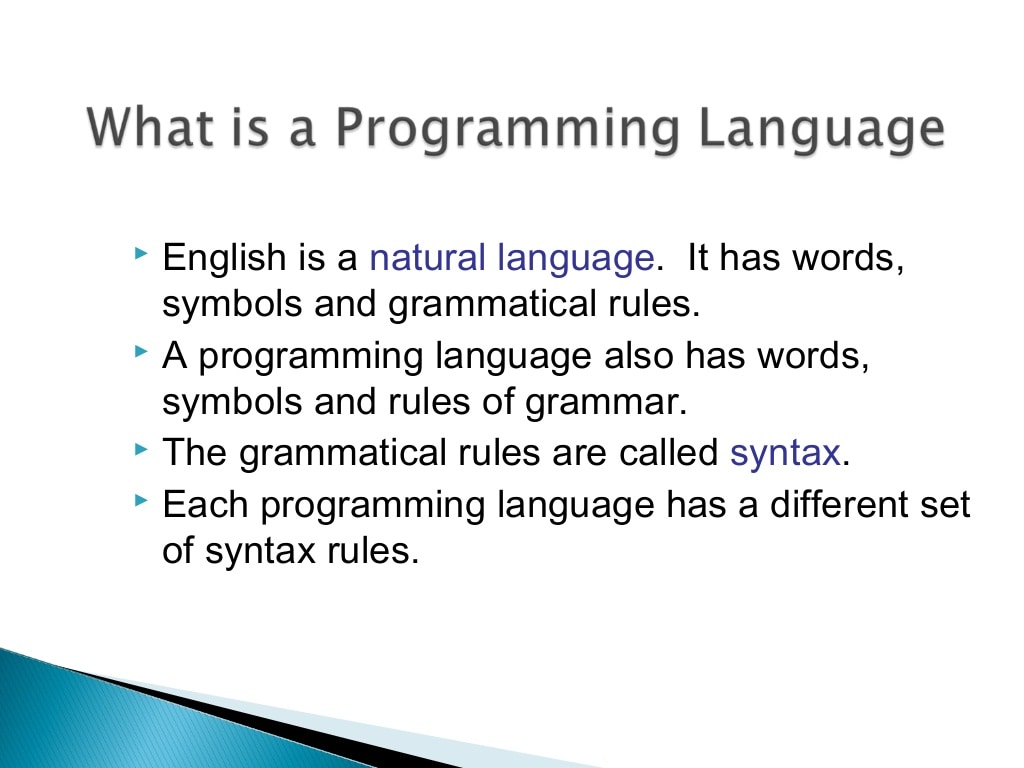 What is a Programming Language
English is a natural language.  It has words,
symbols and grammatical rules.
A programming language also has words,
symbols and rules of grammar.
The grammatical rules are called syntax.
Each programming language has a different set
of syntax rules.